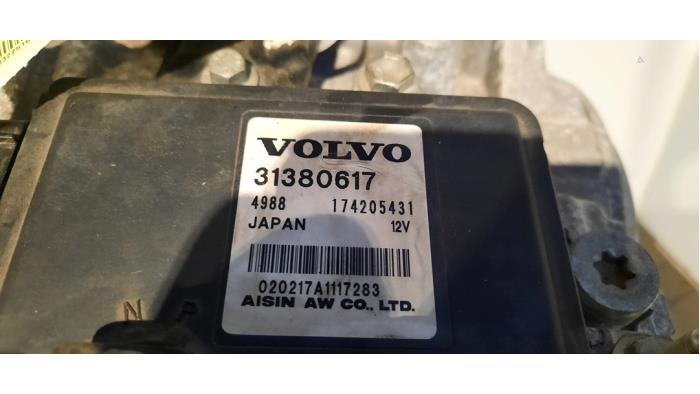 VOLVO
31380617
4988 174205431
JAPAN 12V
020217A1117283
AISIN AW CO., LTD.
N P